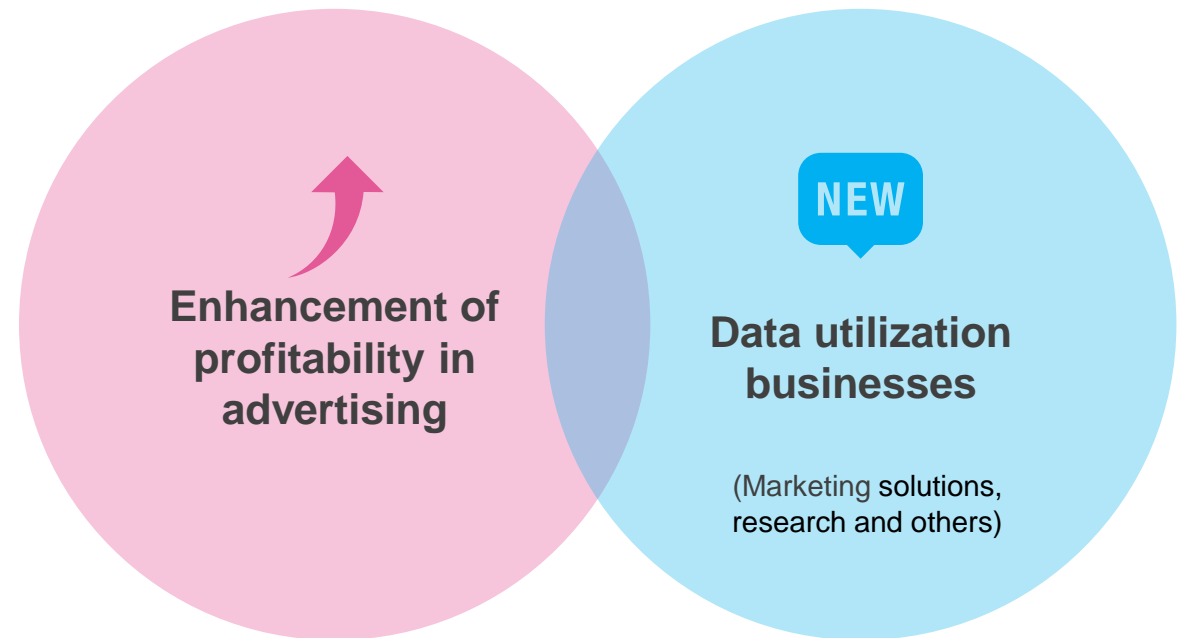 Enhancement of
profitability in
advertising
NEW
Data utilization
businesses
(Marketing solutions,
research and others)